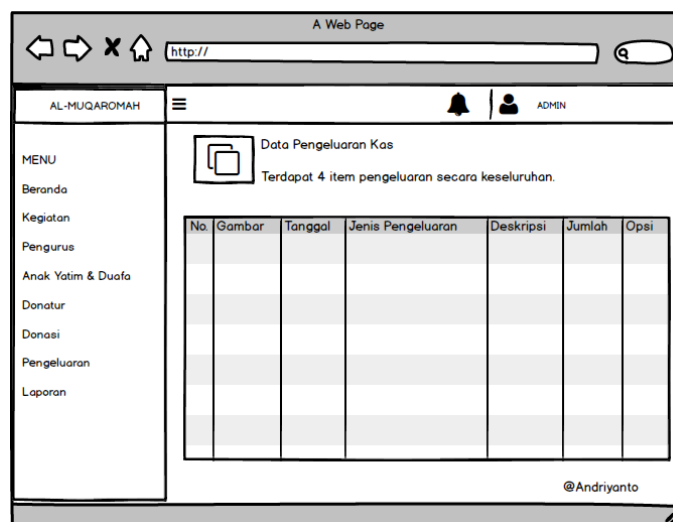 A Web Page
http://
AL-MUQAROMAH
ADMIN
Data Pengeluaran Kas
Terdapat 4 item pengeluaran secara keseluruhan.
MENU
Beranda
Kegiatan
Pengurus
Anak Yatim & Duafa
Donatur
Donasi
Pengeluaran
Laporan
No. Gambar Tanggal Jenis Pengeluaran Deskripsi Jumlah Opsi
@Andriyanto